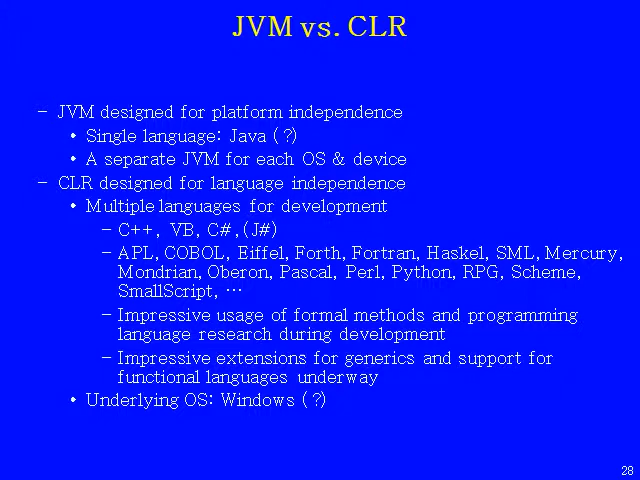 JVM vs. CLR
– JVM designed for platform independence
• Single language: Java (?)
• A separate JVM for each OS & device
– CLR designed for language independence
• Multiple languages for development
– C++, VB, C#,(J#)
– APL, COBOL, Eiffel, Forth, Fortran, Haskel, SML, Mercury,
Mondrian, Oberon, Pascal, Perl, Python, RPG, Scheme,
SmallScript, …
– Impressive usage of formal methods and programming
language research during development
– Impressive extensions for generics and support for
functional languages underway
• Underlying OS: Windows (?)
28